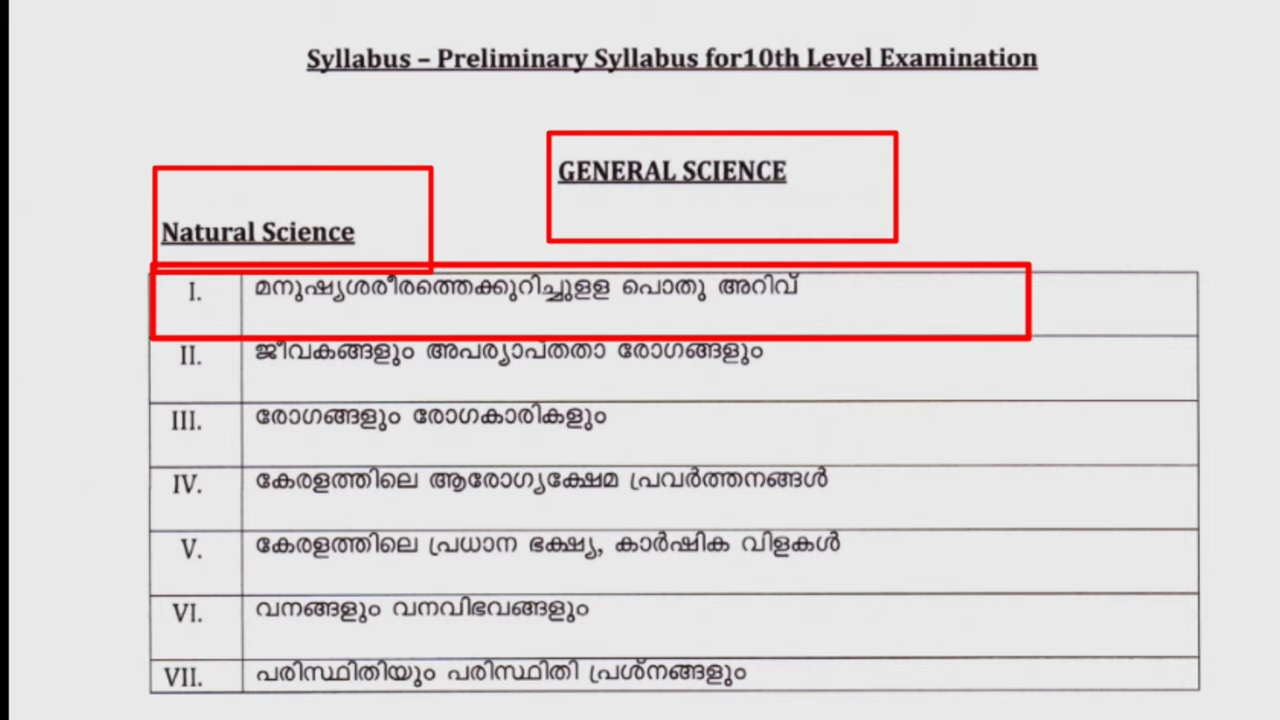 Syllabus – Preliminary Syllabus for10th Level Examination
GENERAL SCIENCE
Natural Science
I. മനുഷ്യശരീരത്തെക്കുറിച്ചുളള പൊതു അറിവ്
II. ജീവകങ്ങളും അപര്യാപ്തതാ രോഗങ്ങളും
III. രോഗങ്ങളും രോഗകാരികളും
IV. കേരളത്തിലെ ആരോഗ്യക്ഷേമ പ്രവർത്തനങ്ങൾ
V. കേരളത്തിലെ പ്രധാന ഭക്ഷ്യ, കാർഷിക വിളകൾ
VI. വനങ്ങളും വനവിഭവങ്ങളും
VII. പരിസ്ഥിതിയും പരിസ്ഥിതി പ്രശ്നങ്ങളും